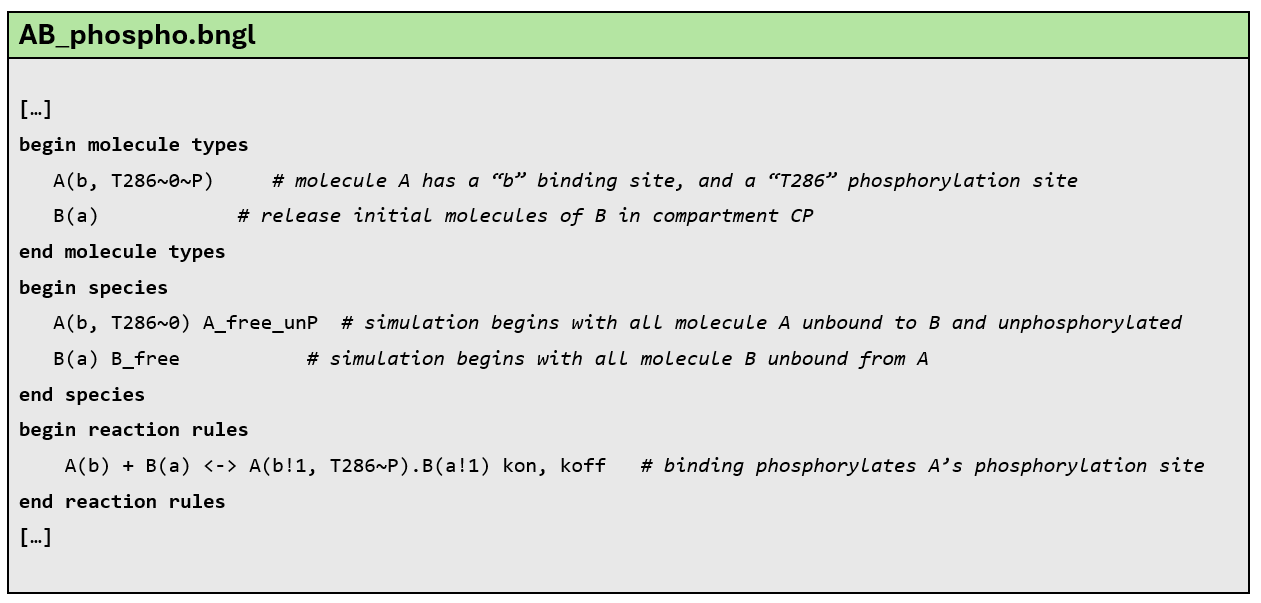 AB_phospho.bngl
[…]
begin molecule types
A(b, T286~0~P) # molecule A has a “b” binding site, and a “T286” phosphorylation site
B(a) # release initial molecules of B in compartment CP
end molecule types
begin species
A(b, T286~0) A_free_unP # simulation begins with all molecule A unbound to B and unphosphorylated
B(a) B_free # simulation begins with all molecule B unbound from A
end species
begin reaction rules
A(b) + B(a) <-> A(b!1, T286~P).B(a!1) kon, koff # binding phosphorylates A’s phosphorylation site
end reaction rules
[…]